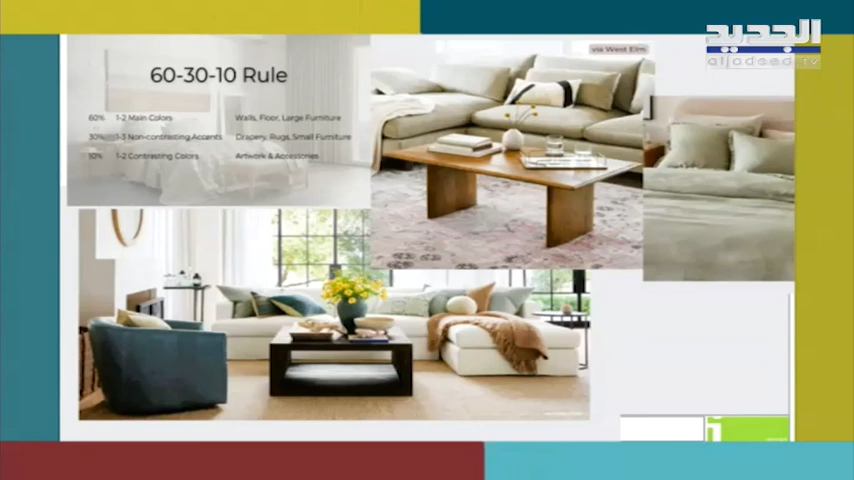 الجديد
aljadeed.tv
via West Elm
60-30-10 Rule
60% 1-2 Main Colors Walls, Floor, Large Furniture
30% 1-3 Non-contrasting Accents Drapery, Rugs, Small Furniture
10% 1-2 Contrasting Colors Artwork & Accessories